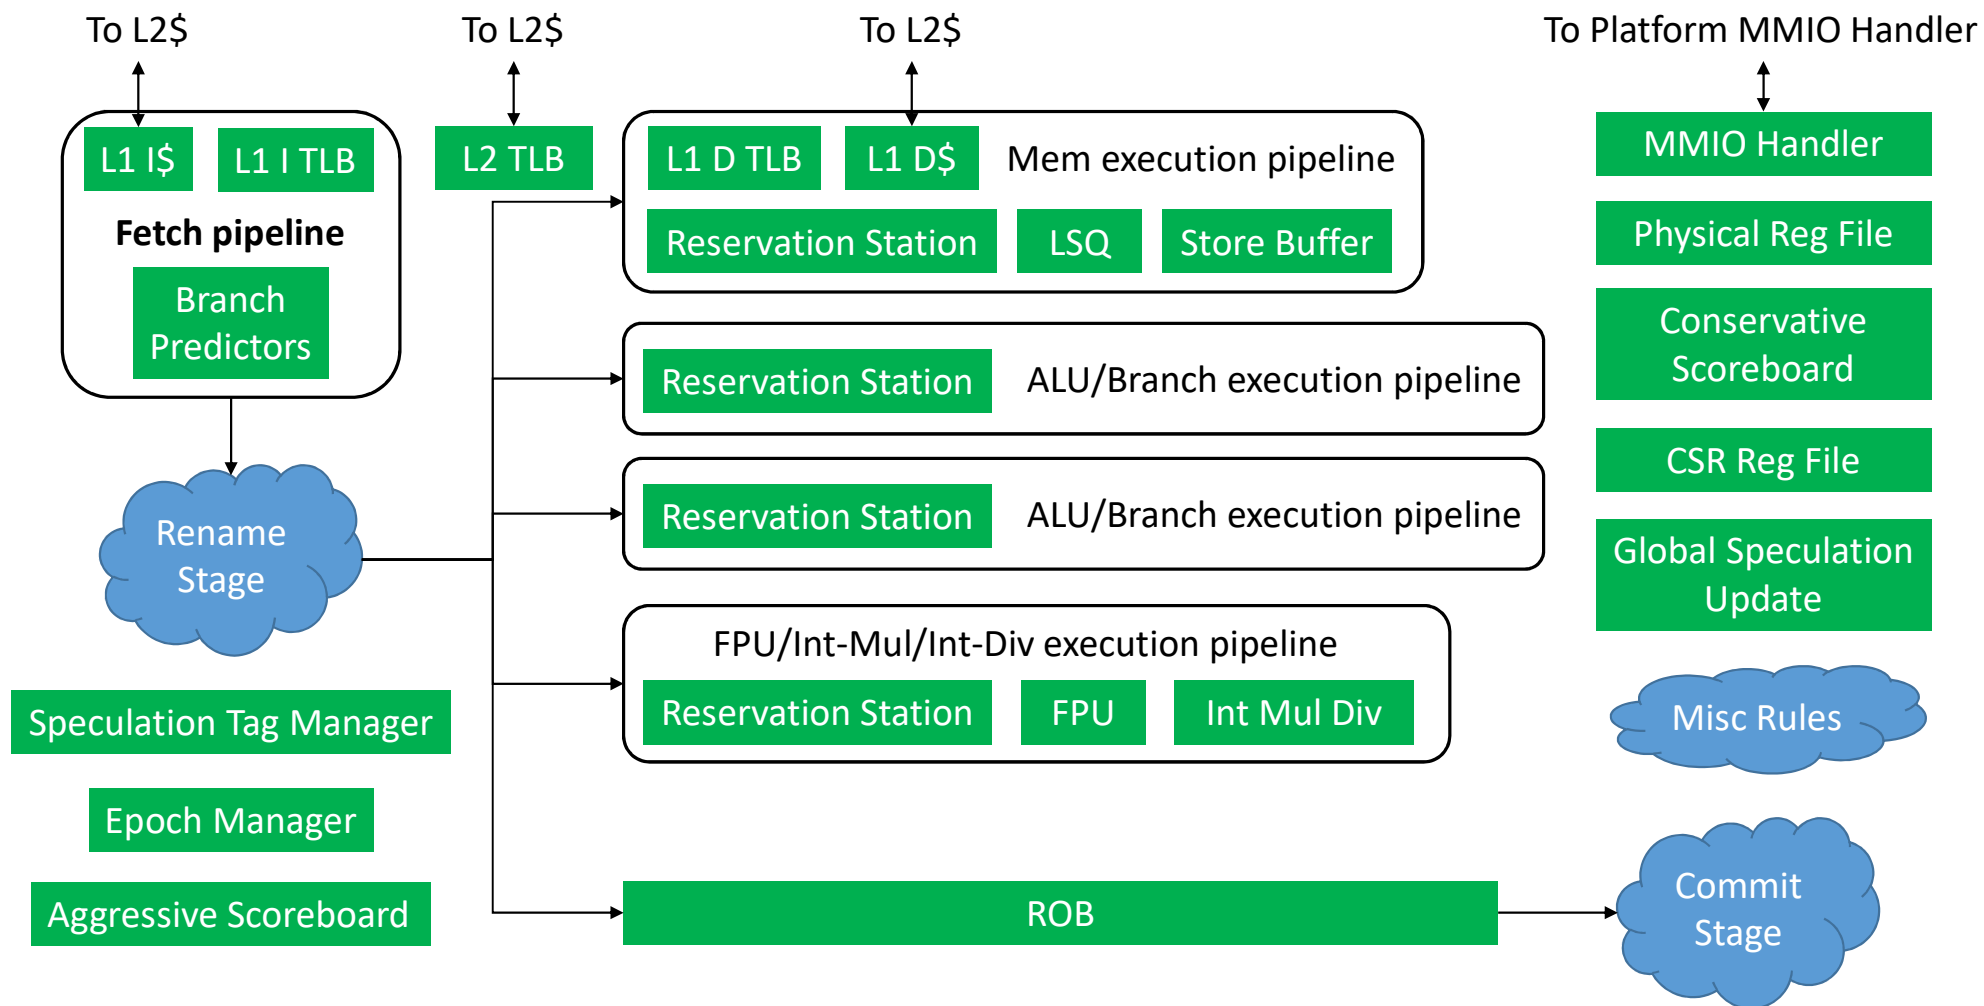 To L2$
To L2$
To L2$
To Platform MMIO Handler
L1 I$
L1 I TLB
Fetch pipeline
Branch
Predictors
L2 TLB
L1 D TLB
L1 D$
Mem execution pipeline
Reservation Station
LSQ
Store Buffer
Reservation Station
ALU/Branch execution pipeline
Reservation Station
ALU/Branch execution pipeline
FPU/Int-Mul/Int-Div execution pipeline
Reservation Station
FPU
Int Mul Div
Rename
Stage
Speculation Tag Manager
Epoch Manager
Aggressive Scoreboard
ROB
MMIO Handler
Physical Reg File
Conservative
Scoreboard
CSR Reg File
Global Speculation
Update
Misc Rules
Commit
Stage